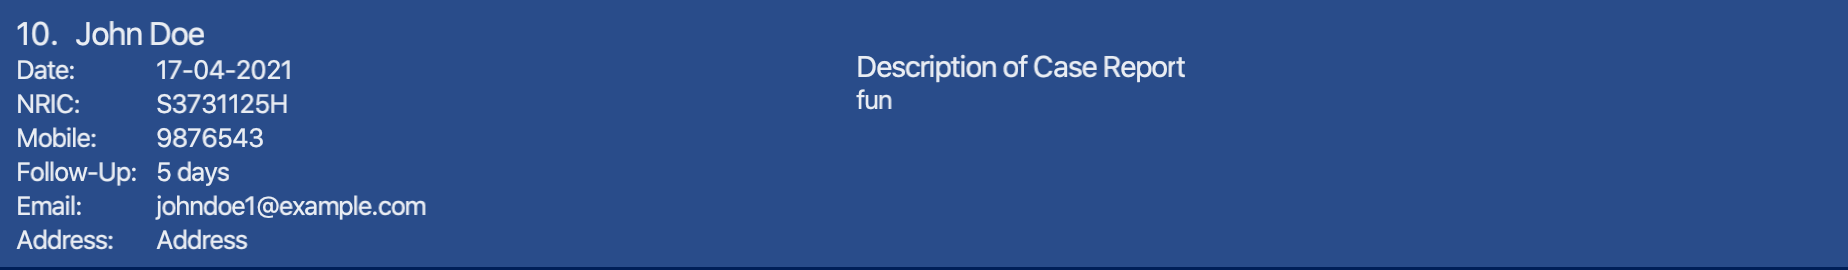 10. John Doe
Date: 17-04-2021
NRIC: S3731125H
Mobile: 9876543
Follow-Up: 5 days
Email: johndoe1@example.com
Address: Address
Description of Case Report
fun